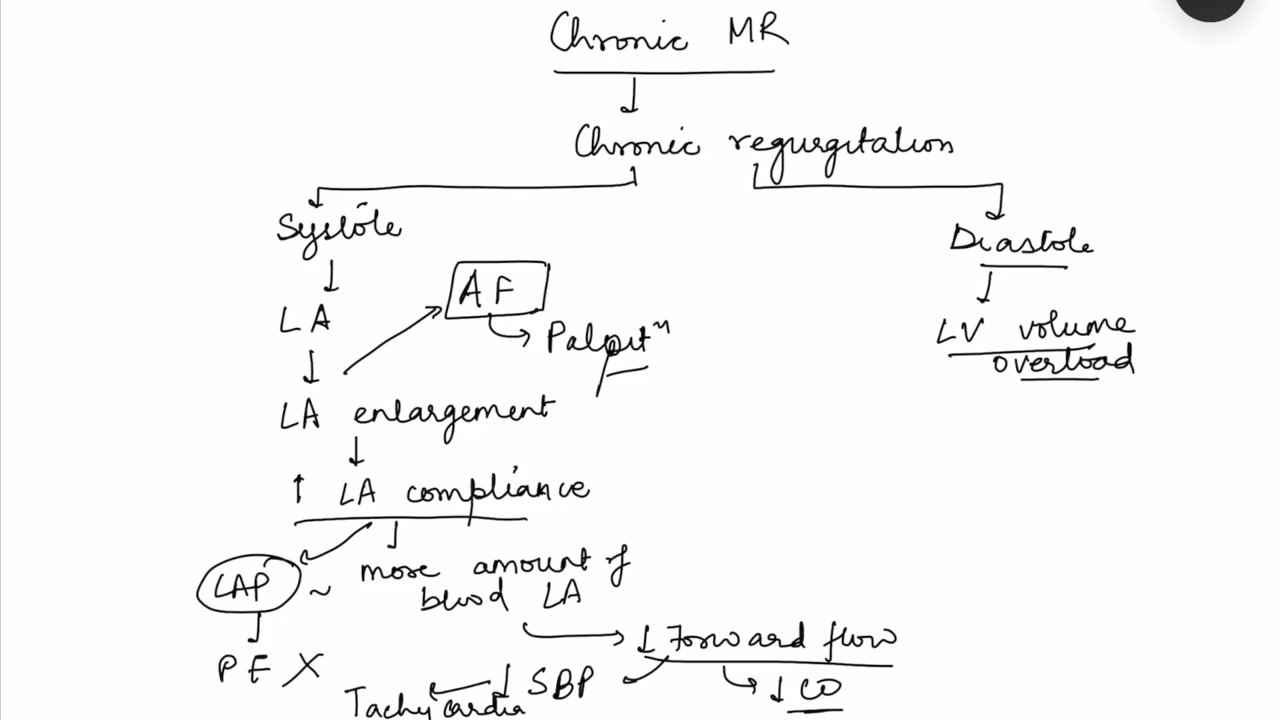 Chronic MR
Chronic regurgitation
Systole
Diastole
LA
AF
Palpitⁿ
LV volume
overload
LA enlargement
↑ LA compliance
LAP ~
more amount of
blood LA
↓ Forward flow
PE X
↓ SBP
↓ CO
Tachycardia